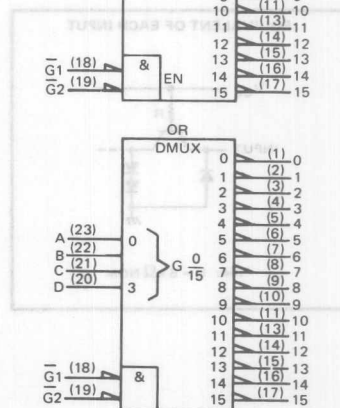 (11) 10
10 (13) 11
11 (14) 12
12 (15) 13
13 (16) 14
14 (17) 15
15
&
EN
G1 (18)
G2 (19)
OR
DMUX
0 (1) 0
1 (2) 1
2 (3) 2
3 (4) 3
4 (5) 4
5 (6) 5
6 (7) 6
7 (8) 7
8 (9) 8
9 (10) 9
10 (11) 10
11 (13) 11
12 (14) 12
13 (15) 13
14 (16) 14
15 (17) 15
A (23) 0
B (22)
C (21)
D (20) 3
G 0
15
G1 (18)
G2 (19)
&